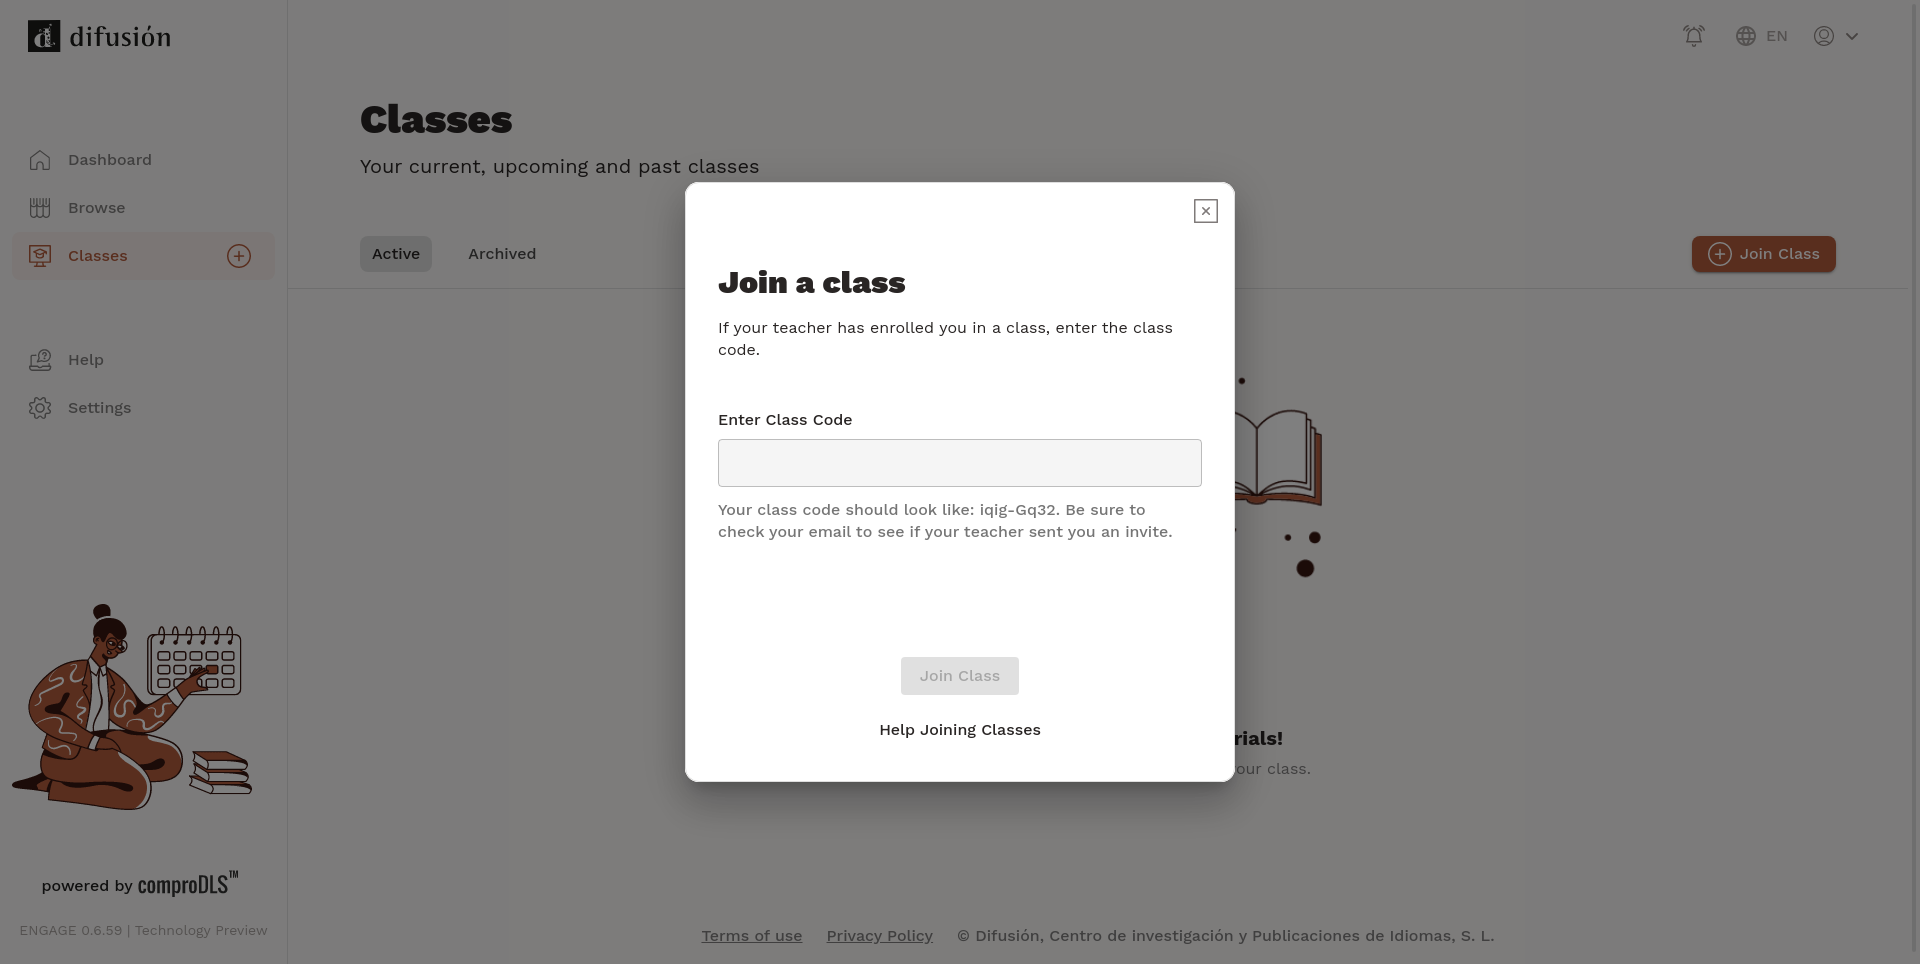 difusión
EN
Classes
Your current, upcoming and past classes
Dashboard
Browse
Classes
Help
Settings
Active
Archived
Join Class
Join a class
If your teacher has enrolled you in a class, enter the class
code.
Enter Class Code
Your class code should look like: iqig-Gq32. Be sure to
check your email to see if your teacher sent you an invite.
Join Class
Help Joining Classes
rials!
our class.
powered by comproDLS™
ENGAGE 0.6.59 | Technology Preview
Terms of use
Privacy Policy
© Difusión, Centro de investigación y Publicaciones de Idiomas, S. L.